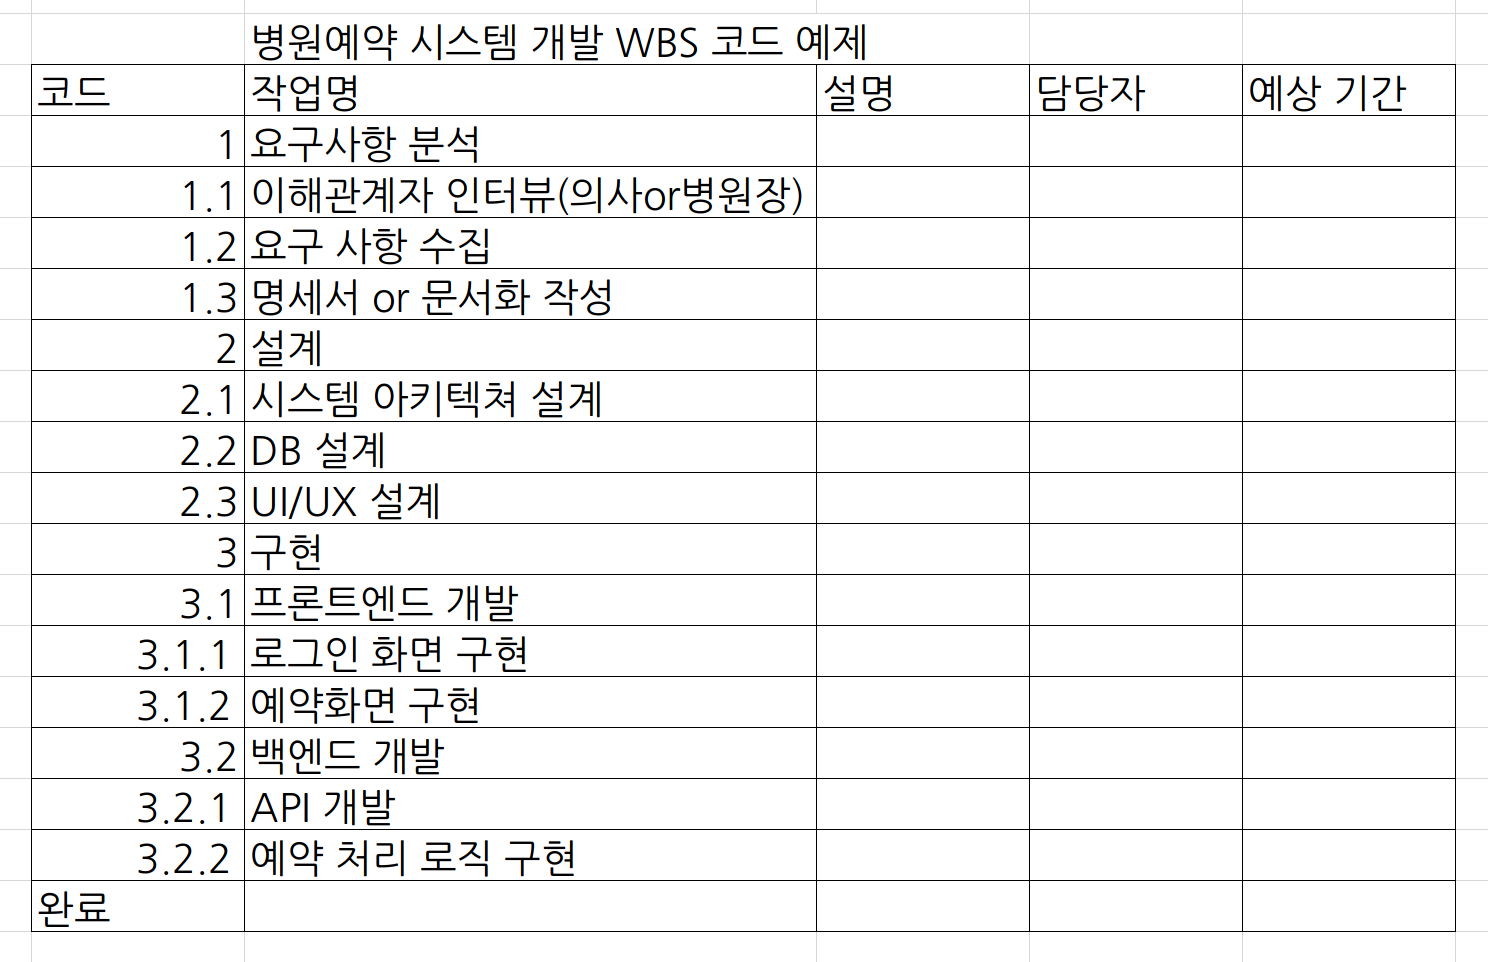 병원예약 시스템 개발 WBS 코드 예제
코드 작업명 설명 담당자 예상 기간
1 요구사항 분석
1.1 이해관계자 인터뷰(의사or병원장)
1.2 요구 사항 수집
1.3 명세서 or 문서화 작성
2 설계
2.1 시스템 아키텍쳐 설계
2.2 DB 설계
2.3 UI/UX 설계
3 구현
3.1 프론트엔드 개발
3.1.1 로그인 화면 구현
3.1.2 예약화면 구현
3.2 백엔드 개발
3.2.1 API 개발
3.2.2 예약 처리 로직 구현
완료